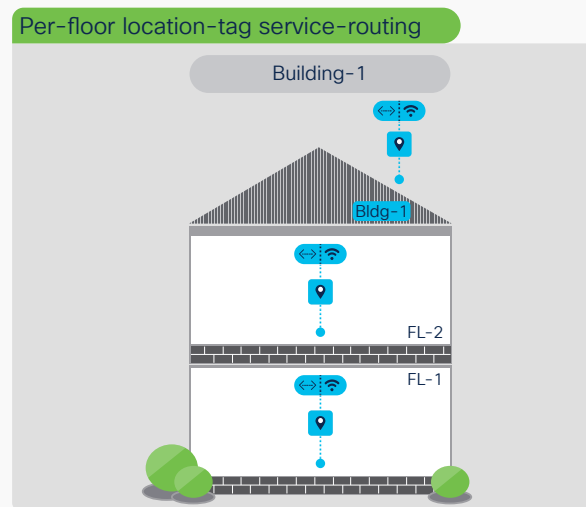 Per-floor location-tag service-routing
Building-1
Bldg-1
FL-2
FL-1